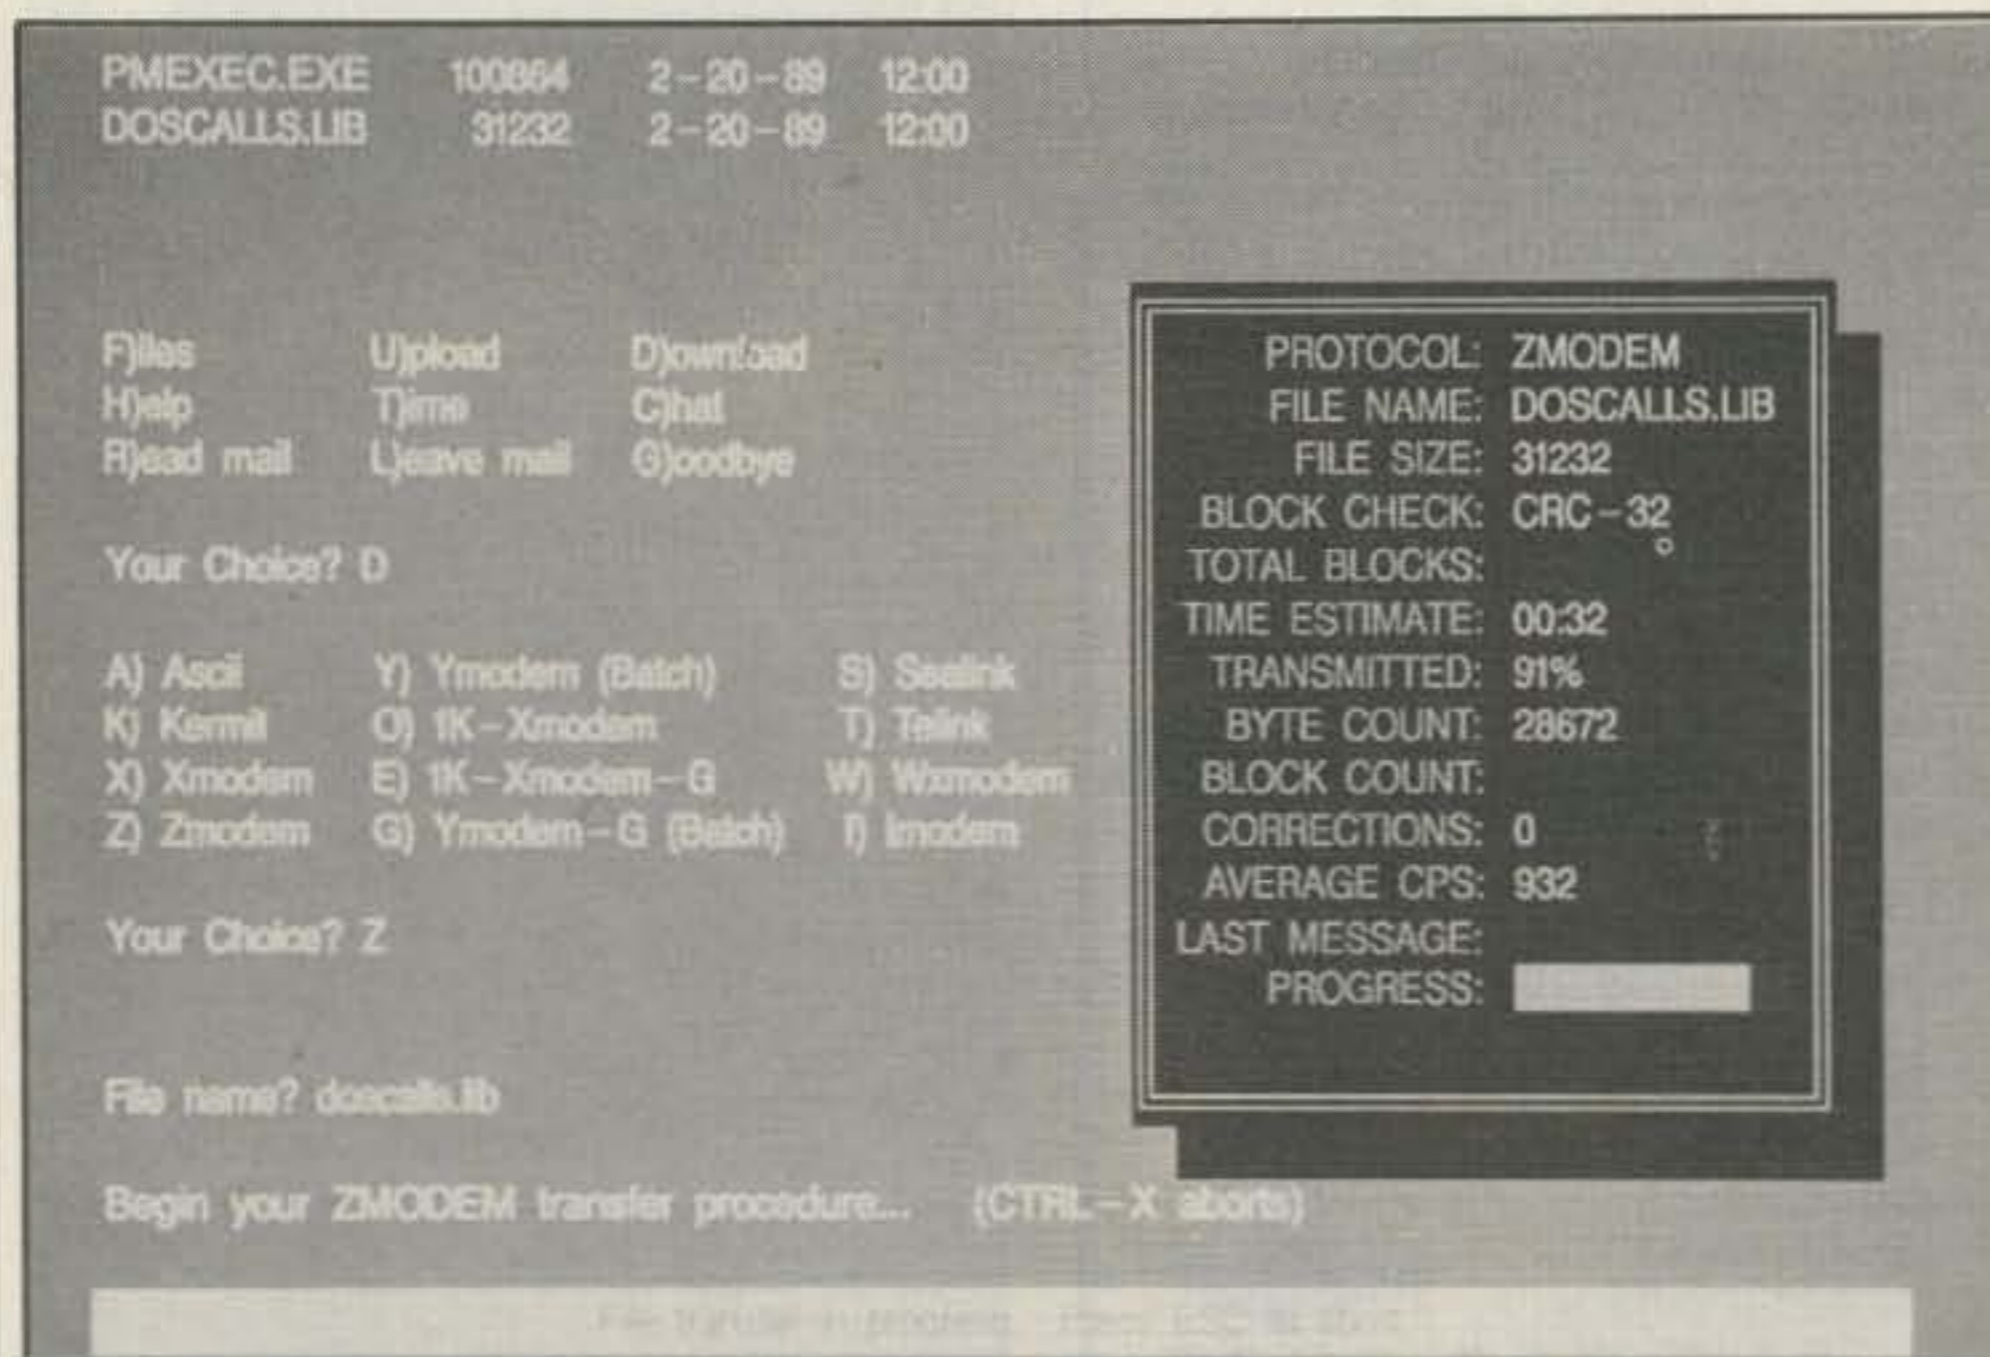 PMEXEC.EXE 100864 2-20-89 12:00
DOSCALLS.LIB 31232 2-20-89 12:00
F)iles U)pload D)ownload
H)elp T)ime C)hat
R)ead mail L)eave mail G)oodbye
Your Choice? D
A) Ascii Y) Ymodem (Batch) S) Sealink
K) Kermit O) 1K-Xmodem T) Telink
X) Xmodem E) 1K-Xmodem-G W) Wxmodem
Z) Zmodem G) Ymodem-G (Batch) I) Imodem
Your Choice? Z
File name? doscalls.lib
Begin your ZMODEM transfer procedure... (CTRL-X aborts)
PROTOCOL: ZMODEM
FILE NAME: DOSCALLS.LIB
FILE SIZE: 31232
BLOCK CHECK: CRC-32
TOTAL BLOCKS:
TIME ESTIMATE: 00:32
TRANSMITTED: 91%
BYTE COUNT: 28672
BLOCK COUNT:
CORRECTIONS: 0
AVERAGE CPS: 932
LAST MESSAGE:
PROGRESS:
File transfer in progress